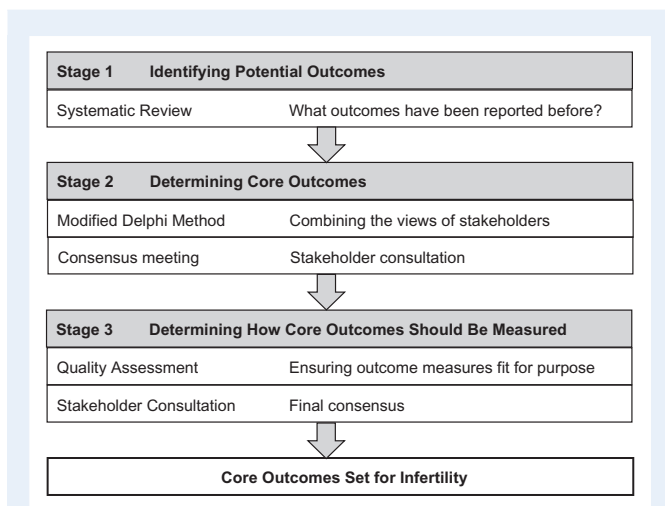 Stage 1 Identifying Potential Outcomes
Systematic Review What outcomes have been reported before?
Stage 2 Determining Core Outcomes
Modified Delphi Method Combining the views of stakeholders
Consensus meeting Stakeholder consultation
Stage 3 Determining How Core Outcomes Should Be Measured
Quality Assessment Ensuring outcome measures fit for purpose
Stakeholder Consultation Final consensus
Core Outcomes Set for Infertility